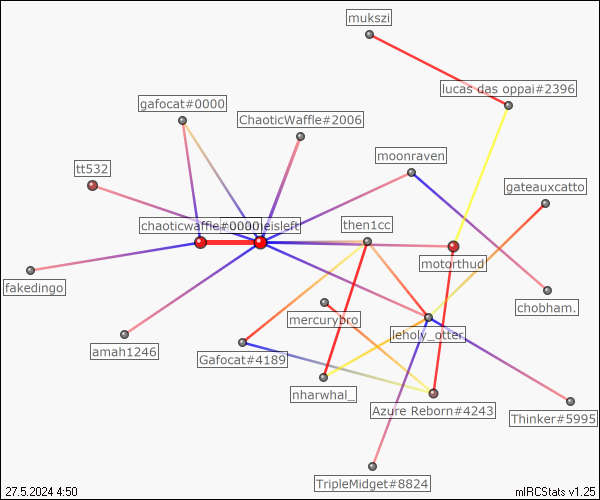 mukszi
lucas das oppai#2396
gafocat#0000
ChaoticWaffle#2006
moonraven
tt532
gateauxcatto
chaoticwaffle#0000
eisleft
then1cc
motorthud
fakedingo
chobham.
mercurybro
leholy_otter
amah1246
Gafocat#4189
nharwhal_
Azure Reborn#4243
Thinker#5995
TripleMidget#8824
27.5.2024 4:50
mIRCStats v1.25